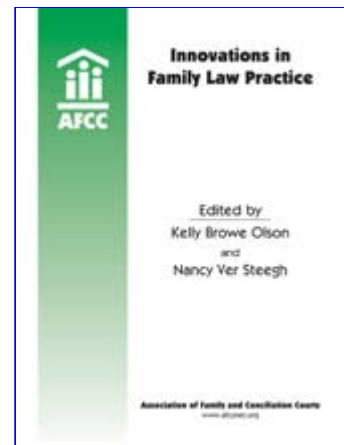 AFCC
Innovations in
Family Law Practice
Edited by
Kelly Browe Olson
and
Nancy Ver Steegh
Association of Family and Conciliation Courts
www.afccnet.org